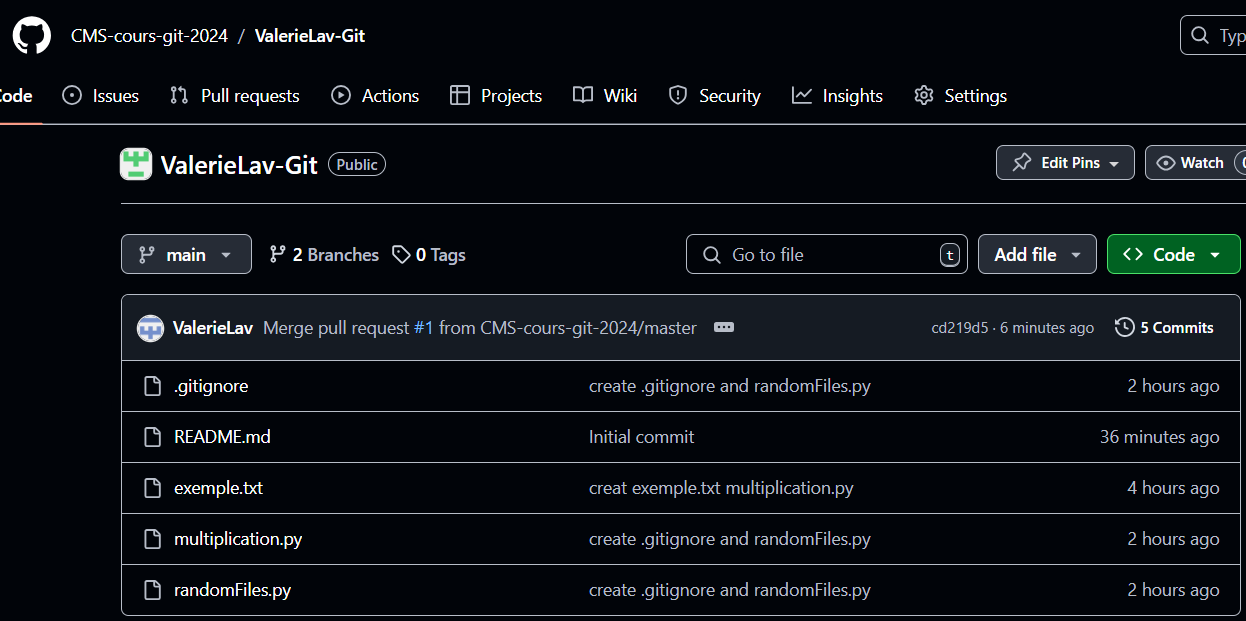 CMS-cours-git-2024 / ValerieLav-Git Typ
Code Issues Pull requests Actions Projects Wiki Security Insights Settings
ValerieLav-Git Public Edit Pins Watch
main 2 Branches 0 Tags Go to file t Add file Code
ValerieLav Merge pull request #1 from CMS-cours-git-2024/master cd219d5 · 6 minutes ago 5 Commits
.gitignore create .gitignore and randomFiles.py 2 hours ago
README.md Initial commit 36 minutes ago
exemple.txt creat exemple.txt multiplication.py 4 hours ago
multiplication.py create .gitignore and randomFiles.py 2 hours ago
randomFiles.py create .gitignore and randomFiles.py 2 hours ago